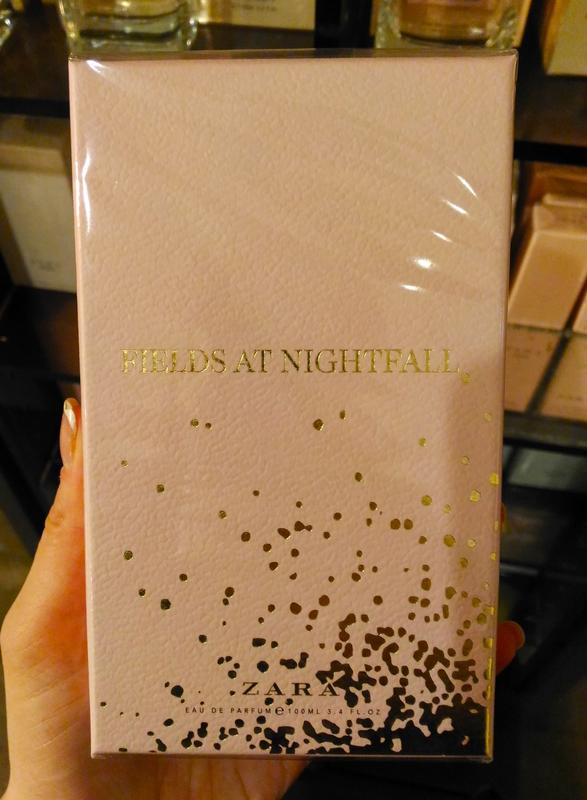 FIELDS AT NIGHTFALL
ZARA
EAU DE PARFUM ℮ 100ML 3.4 FL.OZ